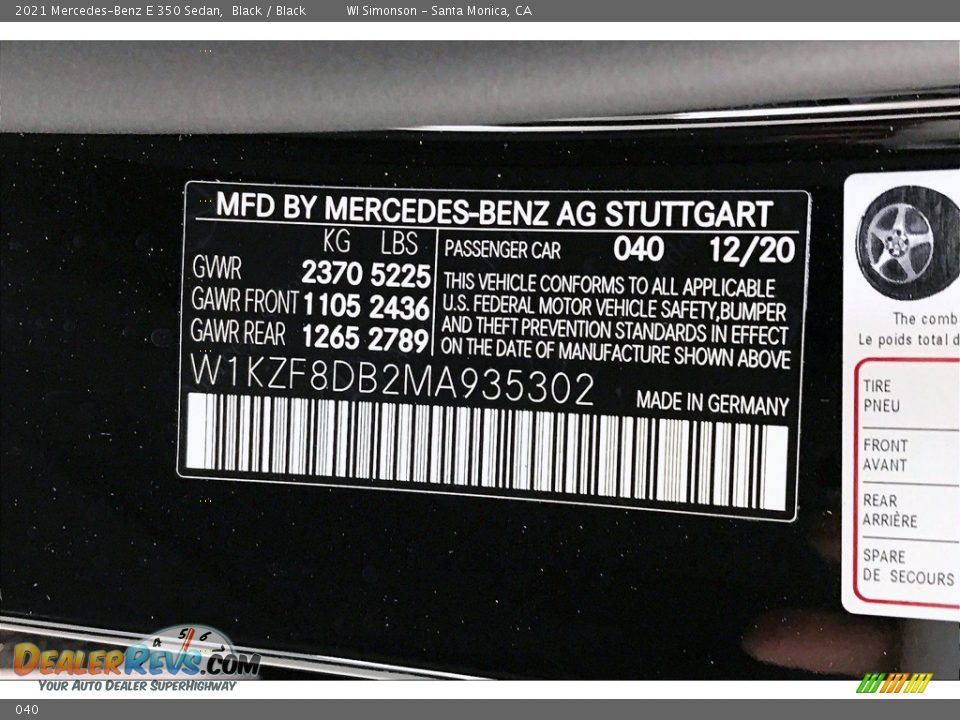 2021 Mercedes-Benz E 350 Sedan, Black / Black WI Simonson - Santa Monica, CA
MFD BY MERCEDES-BENZ AG STUTTGART
KG LBS
GVWR 2370 5225
GAWR FRONT 1105 2436
GAWR REAR 1265 2789
PASSENGER CAR 040 12/20
THIS VEHICLE CONFORMS TO ALL APPLICABLE
U.S. FEDERAL MOTOR VEHICLE SAFETY,BUMPER
AND THEFT PREVENTION STANDARDS IN EFFECT
ON THE DATE OF MANUFACTURE SHOWN ABOVE
W1KZF8DB2MA935302
MADE IN GERMANY
The comb
Le poids total d
TIRE
PNEU
FRONT
AVANT
REAR
ARRIÈRE
SPARE
DE SECOURS
4 5 6
DEALERREVS.COM
YOUR AUTO DEALER SUPERHIGHWAY
040